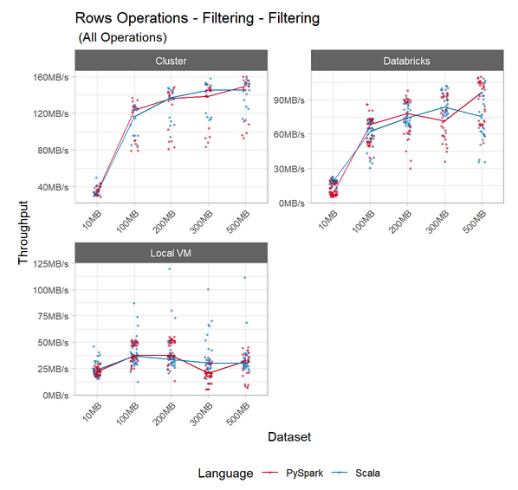 Rows Operations - Filtering - Filtering
(All Operations)
Cluster
Databricks
160MB/s
120MB/s
80MB/s
40MB/s
90MB/s
60MB/s
30MB/s
0MB/s
10MB
100MB
200MB
300MB
500MB
10MB
100MB
200MB
300MB
500MB
Throughput
Local VM
125MB/s
100MB/s
75MB/s
50MB/s
25MB/s
0MB/s
10MB
100MB
200MB
300MB
500MB
Dataset
Language PySpark Scala